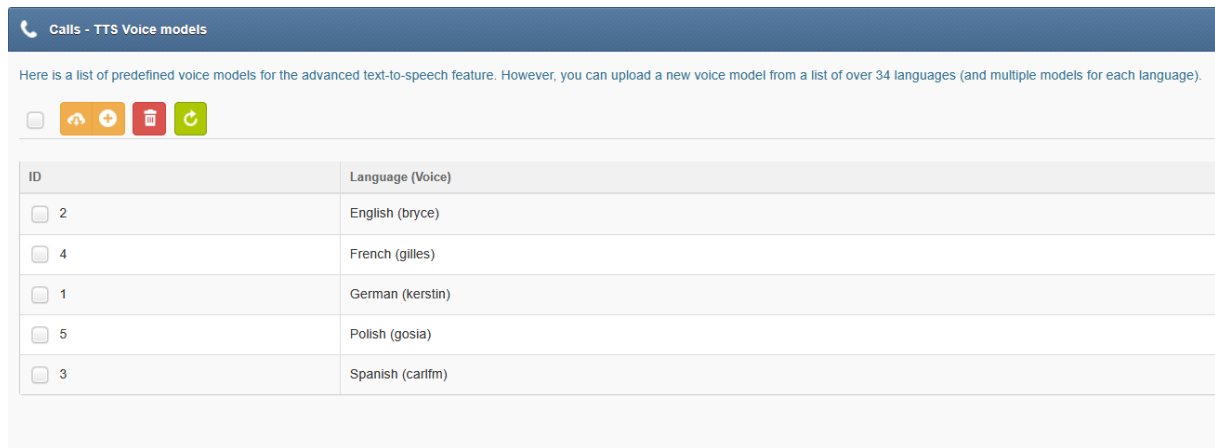 Calls - TTS Voice models
Here is a list of predefined voice models for the advanced text-to-speech feature. However, you can upload a new voice model from a list of over 34 languages (and multiple models for each language).
ID Language (Voice)
2 English (bryce)
4 French (gilles)
1 German (kerstin)
5 Polish (gosia)
3 Spanish (carlfm)